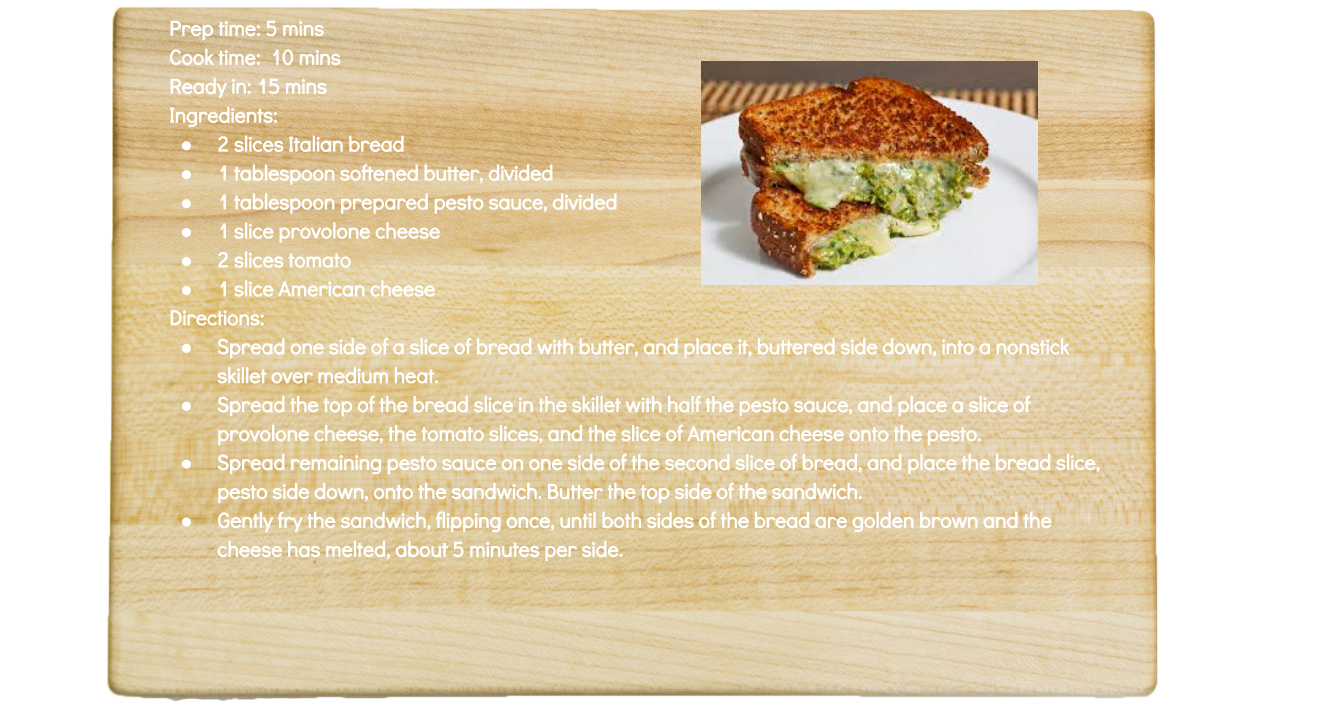 Prep time: 5 mins
Cook time:  10 mins
Ready in: 15 mins
Ingredients:
● 2 slices Italian bread
● 1 tablespoon softened butter, divided
● 1 tablespoon prepared pesto sauce, divided
● 1 slice provolone cheese
● 2 slices tomato
● 1 slice American cheese
Directions:
● Spread one side of a slice of bread with butter, and place it, buttered side down, into a nonstick
skillet over medium heat.
● Spread the top of the bread slice in the skillet with half the pesto sauce, and place a slice of
provolone cheese, the tomato slices, and the slice of American cheese onto the pesto.
● Spread remaining pesto sauce on one side of the second slice of bread, and place the bread slice,
pesto side down, onto the sandwich. Butter the top side of the sandwich.
● Gently fry the sandwich, flipping once, until both sides of the bread are golden brown and the
cheese has melted, about 5 minutes per side.